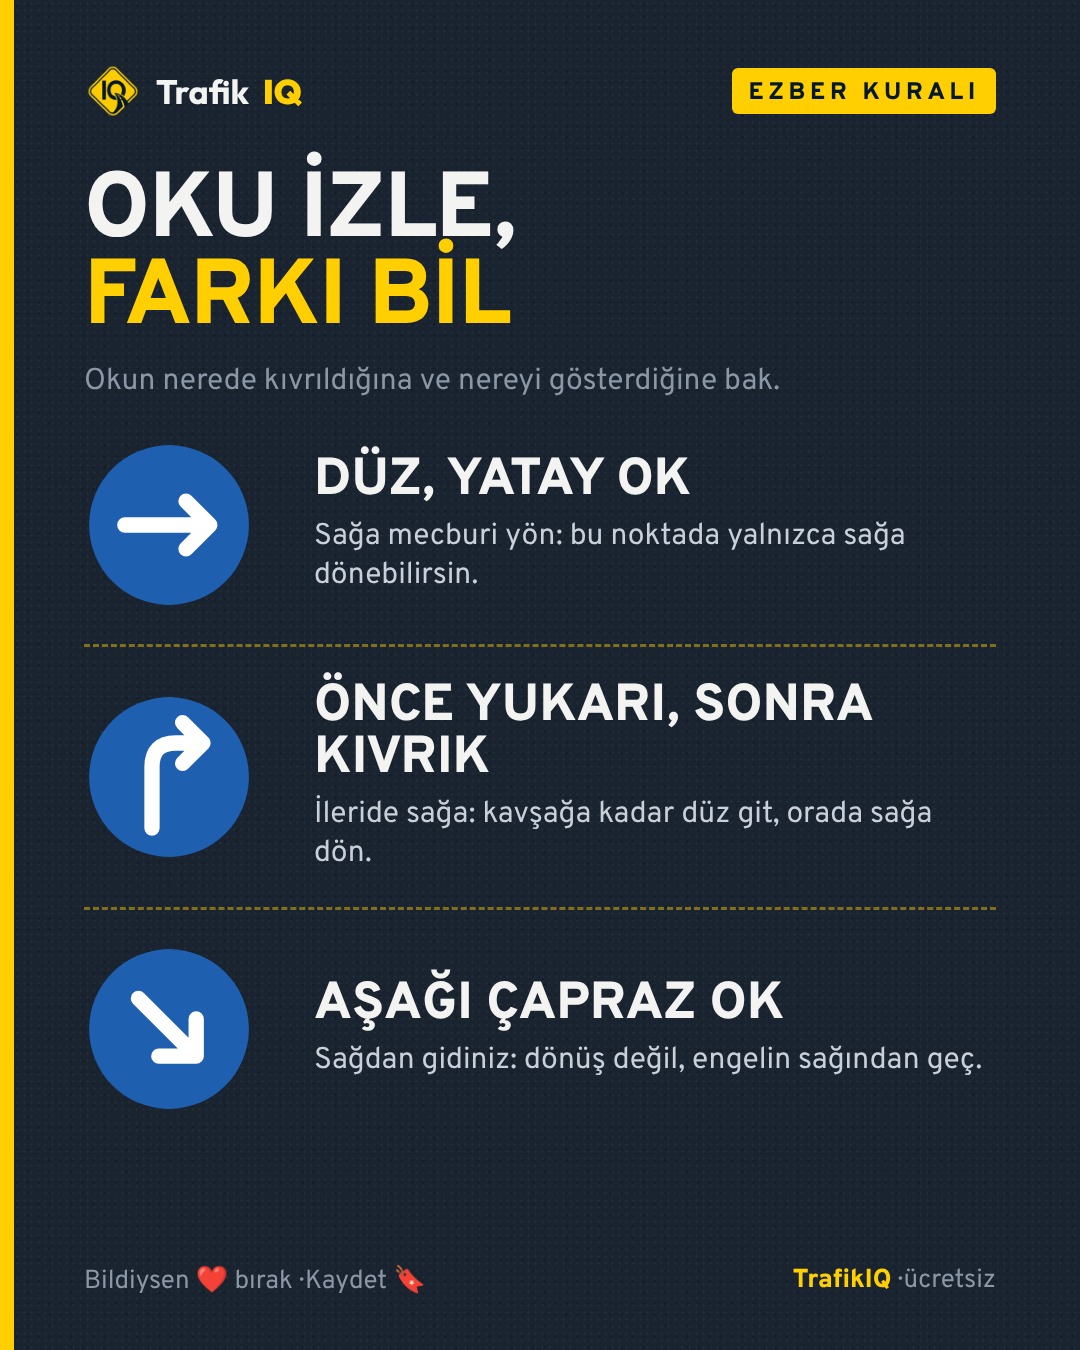 IQ
Trafik IQ
EZBER KURALI
OKU İZLE,
FARKI BİL
Okun nerede kıvrıldığına ve nereyi gösterdiğine bak.
DÜZ, YATAY OK
Sağa mecburi yön: bu noktada yalnızca sağa
dönebilirsin.
ÖNCE YUKARI, SONRA
KIVRIK
İleride sağa: kavşağa kadar düz git, orada sağa
dön.
AŞAĞI ÇAPRAZ OK
Sağdan gidiniz: dönüş değil, engelin sağından geç.
Bildiysen ❤️ bırak ·Kaydet 🔖
TrafikIQ ·ücretsiz